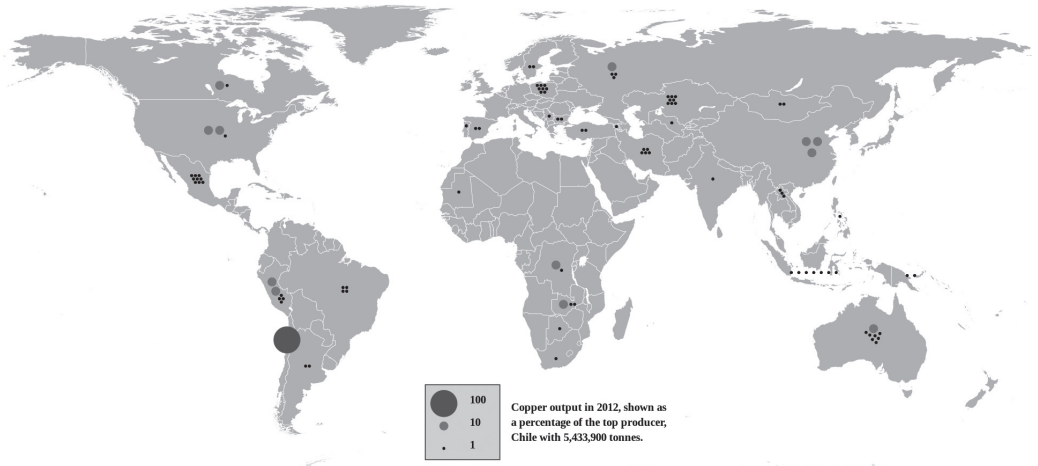 100
10
1
Copper output in 2012, shown as
a percentage of the top producer,
Chile with 5,433,900 tonnes.